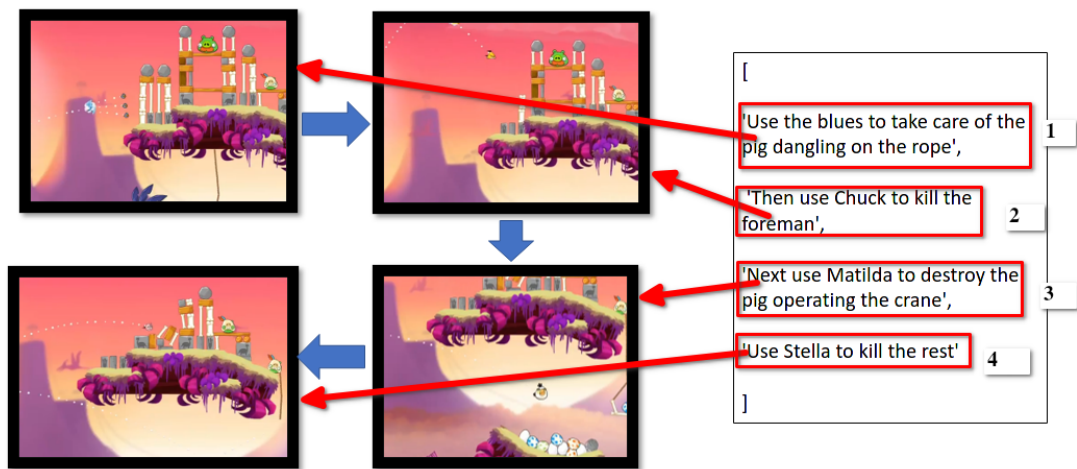 [
'Use the blues to take care of the
pig dangling on the rope',
1
'Then use Chuck to kill the
foreman',
2
'Next use Matilda to destroy the
pig operating the crane',
3
'Use Stella to kill the rest'
4
]